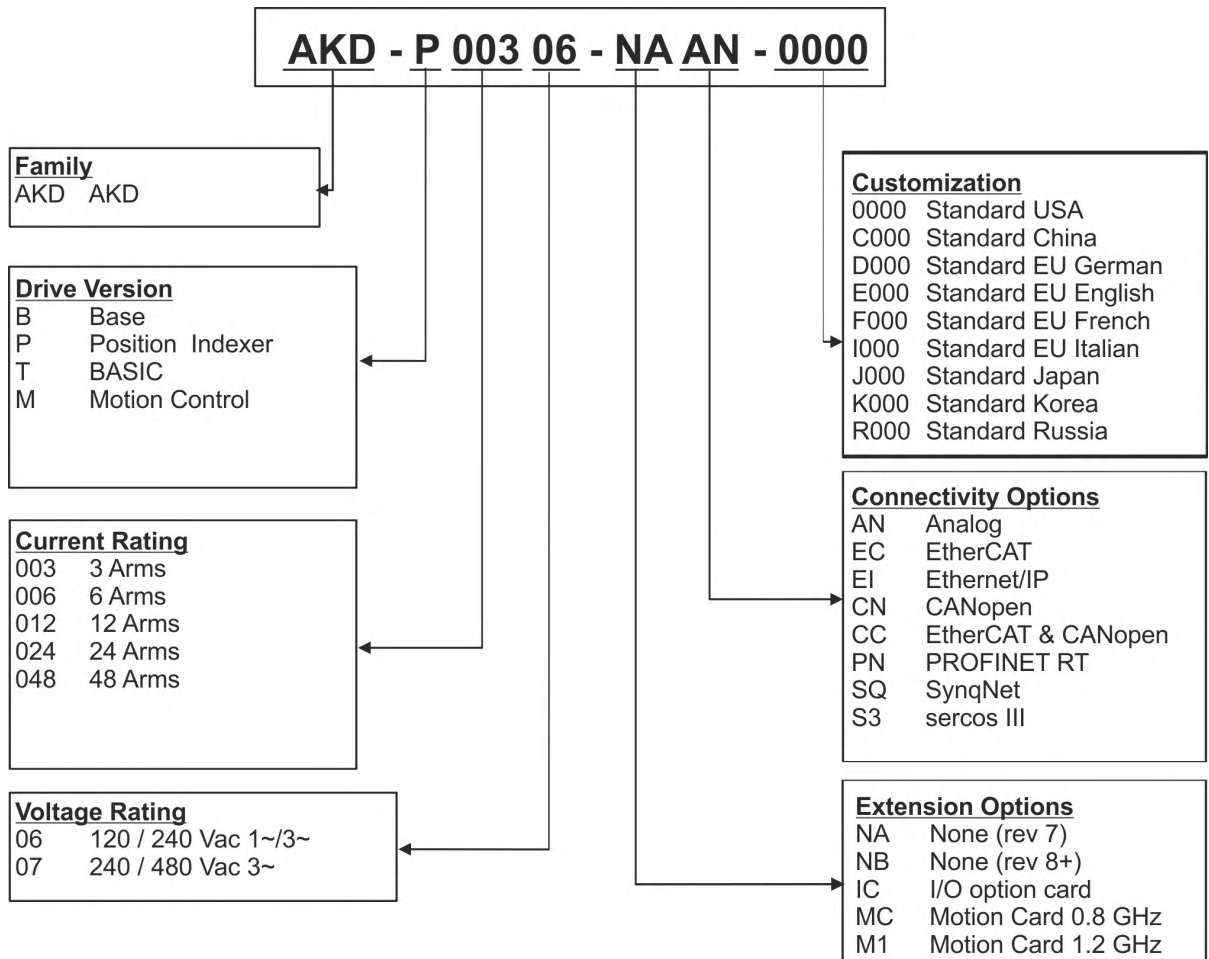 AKD - P 003 06 - NA AN - 0000
Family
AKD AKD
Drive Version
B Base
P Position Indexer
T BASIC
M Motion Control
Current Rating
003 3 Arms
006 6 Arms
012 12 Arms
024 24 Arms
048 48 Arms
Voltage Rating
06 120 / 240 Vac 1~/3~
07 240 / 480 Vac 3~
Customization
0000 Standard USA
C000 Standard China
D000 Standard EU German
E000 Standard EU English
F000 Standard EU French
I000 Standard EU Italian
J000 Standard Japan
K000 Standard Korea
R000 Standard Russia
Connectivity Options
AN Analog
EC EtherCAT
EI Ethernet/IP
CN CANopen
CC EtherCAT & CANopen
PN PROFINET RT
SQ SynqNet
S3 sercos III
Extension Options
NA None (rev 7)
NB None (rev 8+)
IC I/O option card
MC Motion Card 0.8 GHz
M1 Motion Card 1.2 GHz